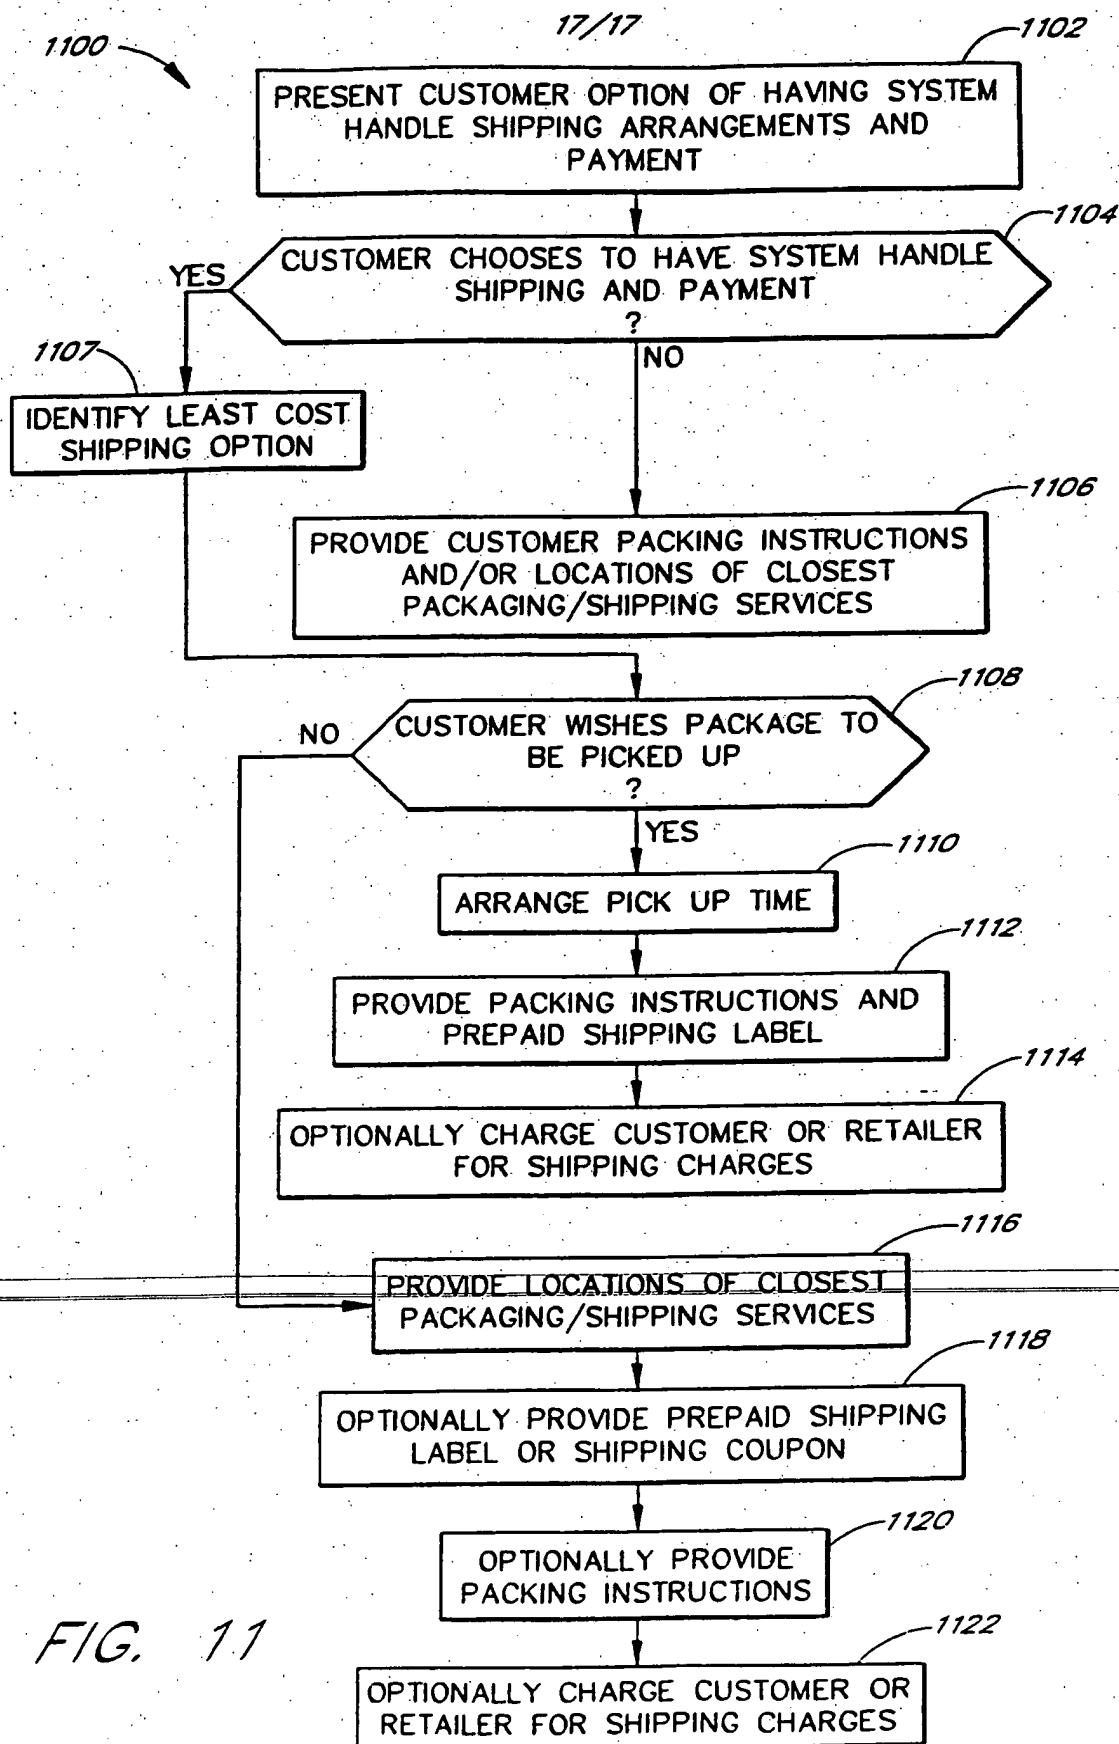 17/17
1100
1102
PRESENT CUSTOMER OPTION OF HAVING SYSTEM
HANDLE SHIPPING ARRANGEMENTS AND
PAYMENT
1104
CUSTOMER CHOOSES TO HAVE SYSTEM HANDLE
SHIPPING AND PAYMENT
?
YES
NO
1107
IDENTIFY LEAST COST
SHIPPING OPTION
1106
PROVIDE CUSTOMER PACKING INSTRUCTIONS
AND/OR LOCATIONS OF CLOSEST
PACKAGING/SHIPPING SERVICES
1108
CUSTOMER WISHES PACKAGE TO
BE PICKED UP
?
NO
YES
1110
ARRANGE PICK UP TIME
1112
PROVIDE PACKING INSTRUCTIONS AND
PREPAID SHIPPING LABEL
1114
OPTIONALLY CHARGE CUSTOMER OR RETAILER
FOR SHIPPING CHARGES
1116
PROVIDE LOCATIONS OF CLOSEST
PACKAGING/SHIPPING SERVICES
1118
OPTIONALLY PROVIDE PREPAID SHIPPING
LABEL OR SHIPPING COUPON
1120
OPTIONALLY PROVIDE
PACKING INSTRUCTIONS
1122
OPTIONALLY CHARGE CUSTOMER OR
RETAILER FOR SHIPPING CHARGES
FIG. 11